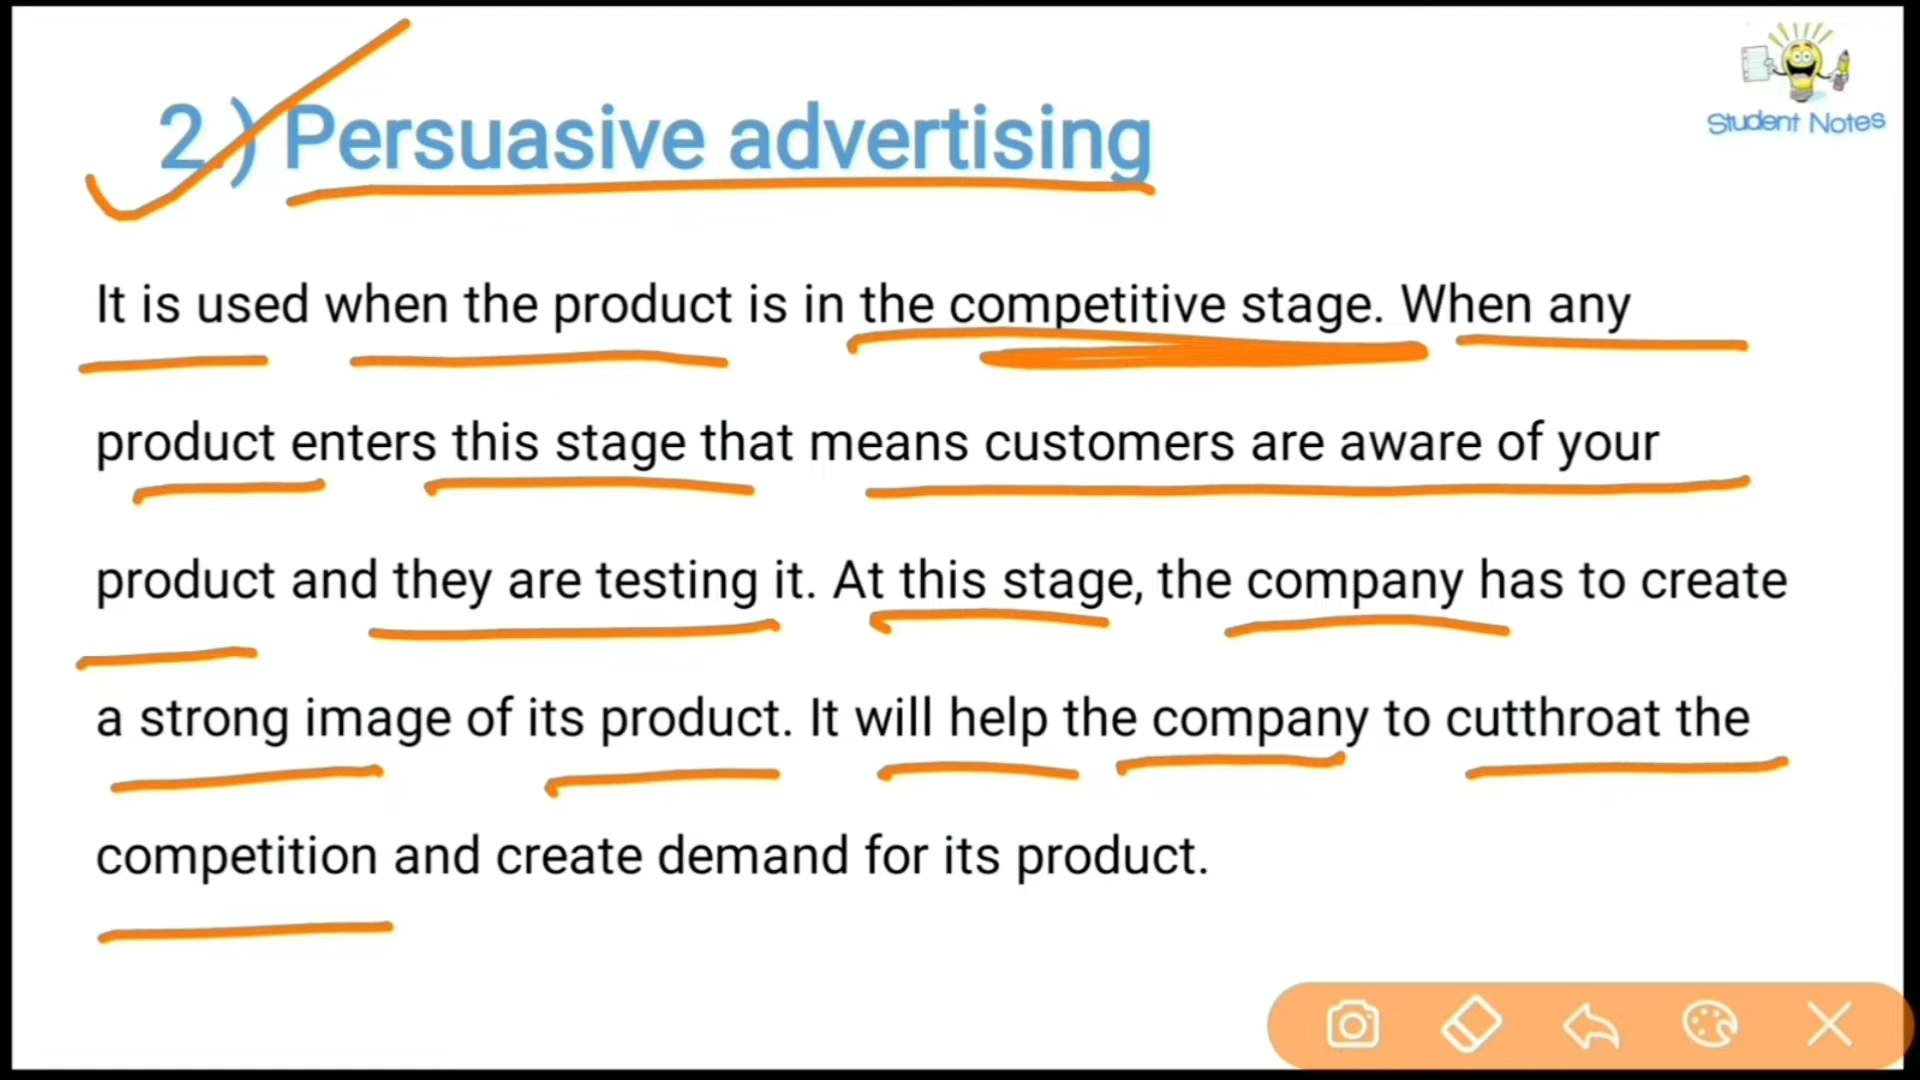 Student Notes
2.) Persuasive advertising
It is used when the product is in the competitive stage. When any
product enters this stage that means customers are aware of your
product and they are testing it. At this stage, the company has to create
a strong image of its product. It will help the company to cutthroat the
competition and create demand for its product.